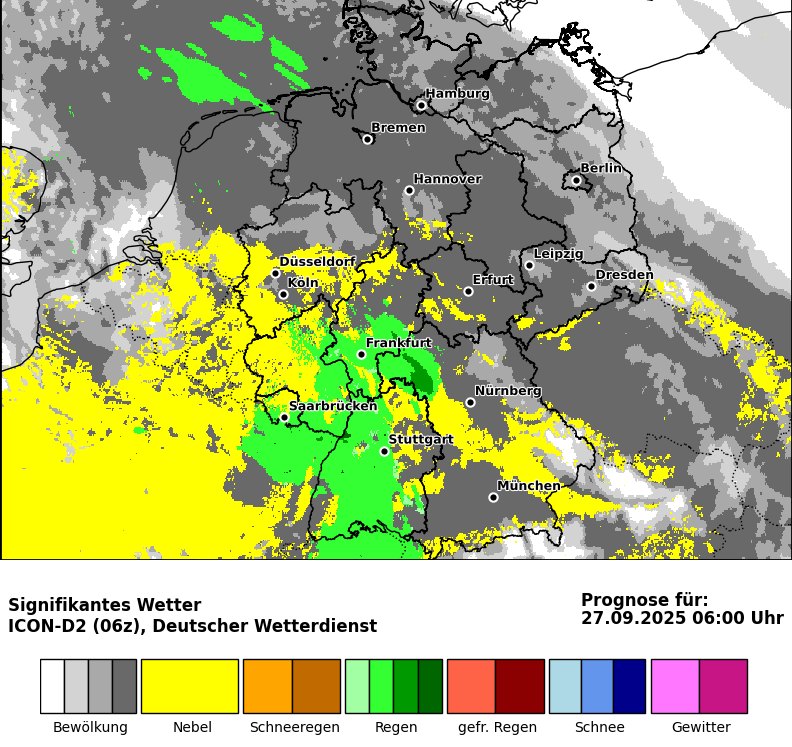 Hamburg
Bremen
Berlin
Hannover
Leipzig
Düsseldorf
Dresden
Köln
Erfurt
Frankfurt
Nürnberg
Saarbrücken
Stuttgart
München
Signifikantes Wetter
ICON-D2 (06z), Deutscher Wetterdienst
Prognose für:
27.09.2025 06:00 Uhr
Bewölkung Nebel Schneeregen Regen gefr. Regen Schnee Gewitter